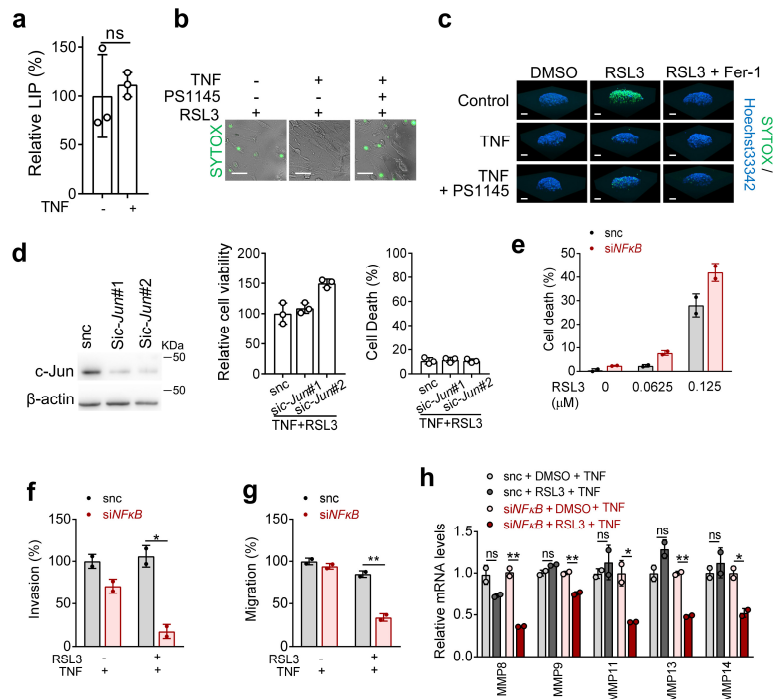 a
ns
150
100
50
0
Relative LIP (%)
TNF - +
b
TNF - + +
PS1145 - - +
RSL3 + + +
SYTOX
c
DMSO RSL3 RSL3 + Fer-1
Control
TNF
TNF
+ PS1145
SYTOX /
Hoechst33342
d
snc
Sic-Jun#1
Sic-Jun#2
KDa
c-Jun
50
β-actin
50
Relative cell viability
200
150
100
50
0
snc
sic-Jun#1
sic-Jun#2
TNF+RSL3
Cell Death (%)
100
80
60
40
20
0
snc
sic-Jun#1
sic-Jun#2
TNF+RSL3
e
snc
siNFκB
Cell death (%)
50
40
30
20
10
0
RSL3 0 0.0625 0.125
(μM)
f
snc
siNFκB
Invasion (%)
150
100
50
0
*
RSL3 - +
TNF + +
g
snc
siNFκB
Migration (%)
150
100
50
0
**
RSL3 - +
TNF + +
h
snc + DMSO + TNF
snc + RSL3 + TNF
siNFκB + DMSO + TNF
siNFκB + RSL3 + TNF
Relative mRNA levels
1.5
1.0
0.5
0.0
ns ** ns ** ns * ns ** ns *
MMP8
MMP9
MMP11
MMP13
MMP14